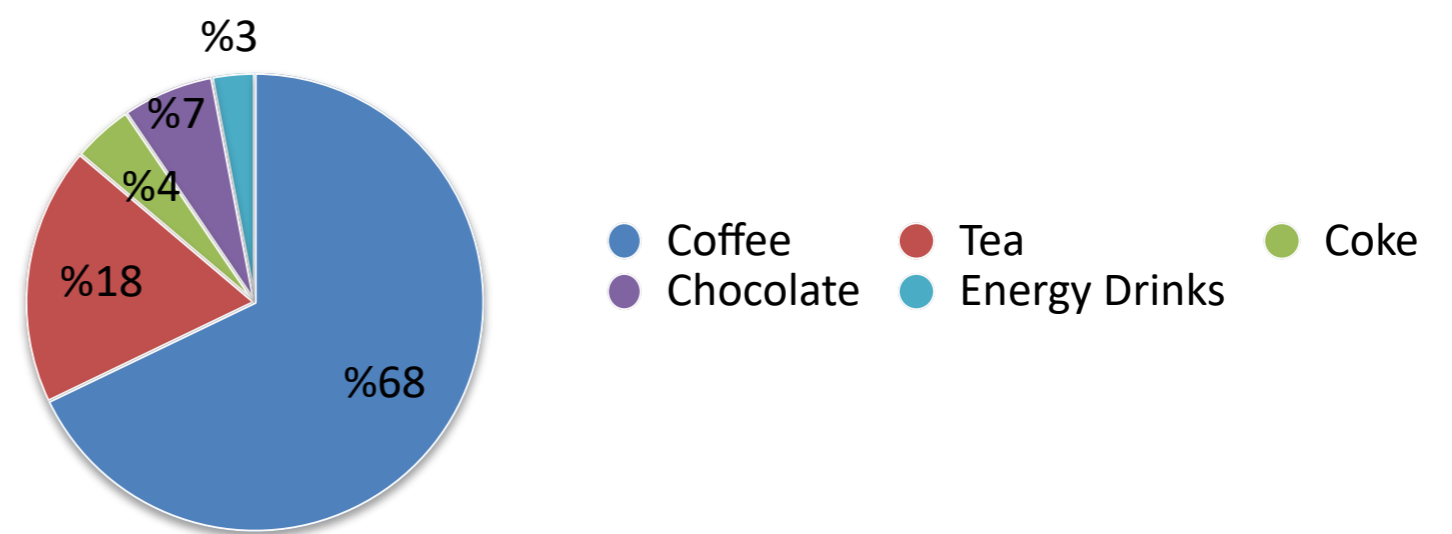 %3
%7
%4
%18
%68
Coffee
Tea
Coke
Chocolate
Energy Drinks